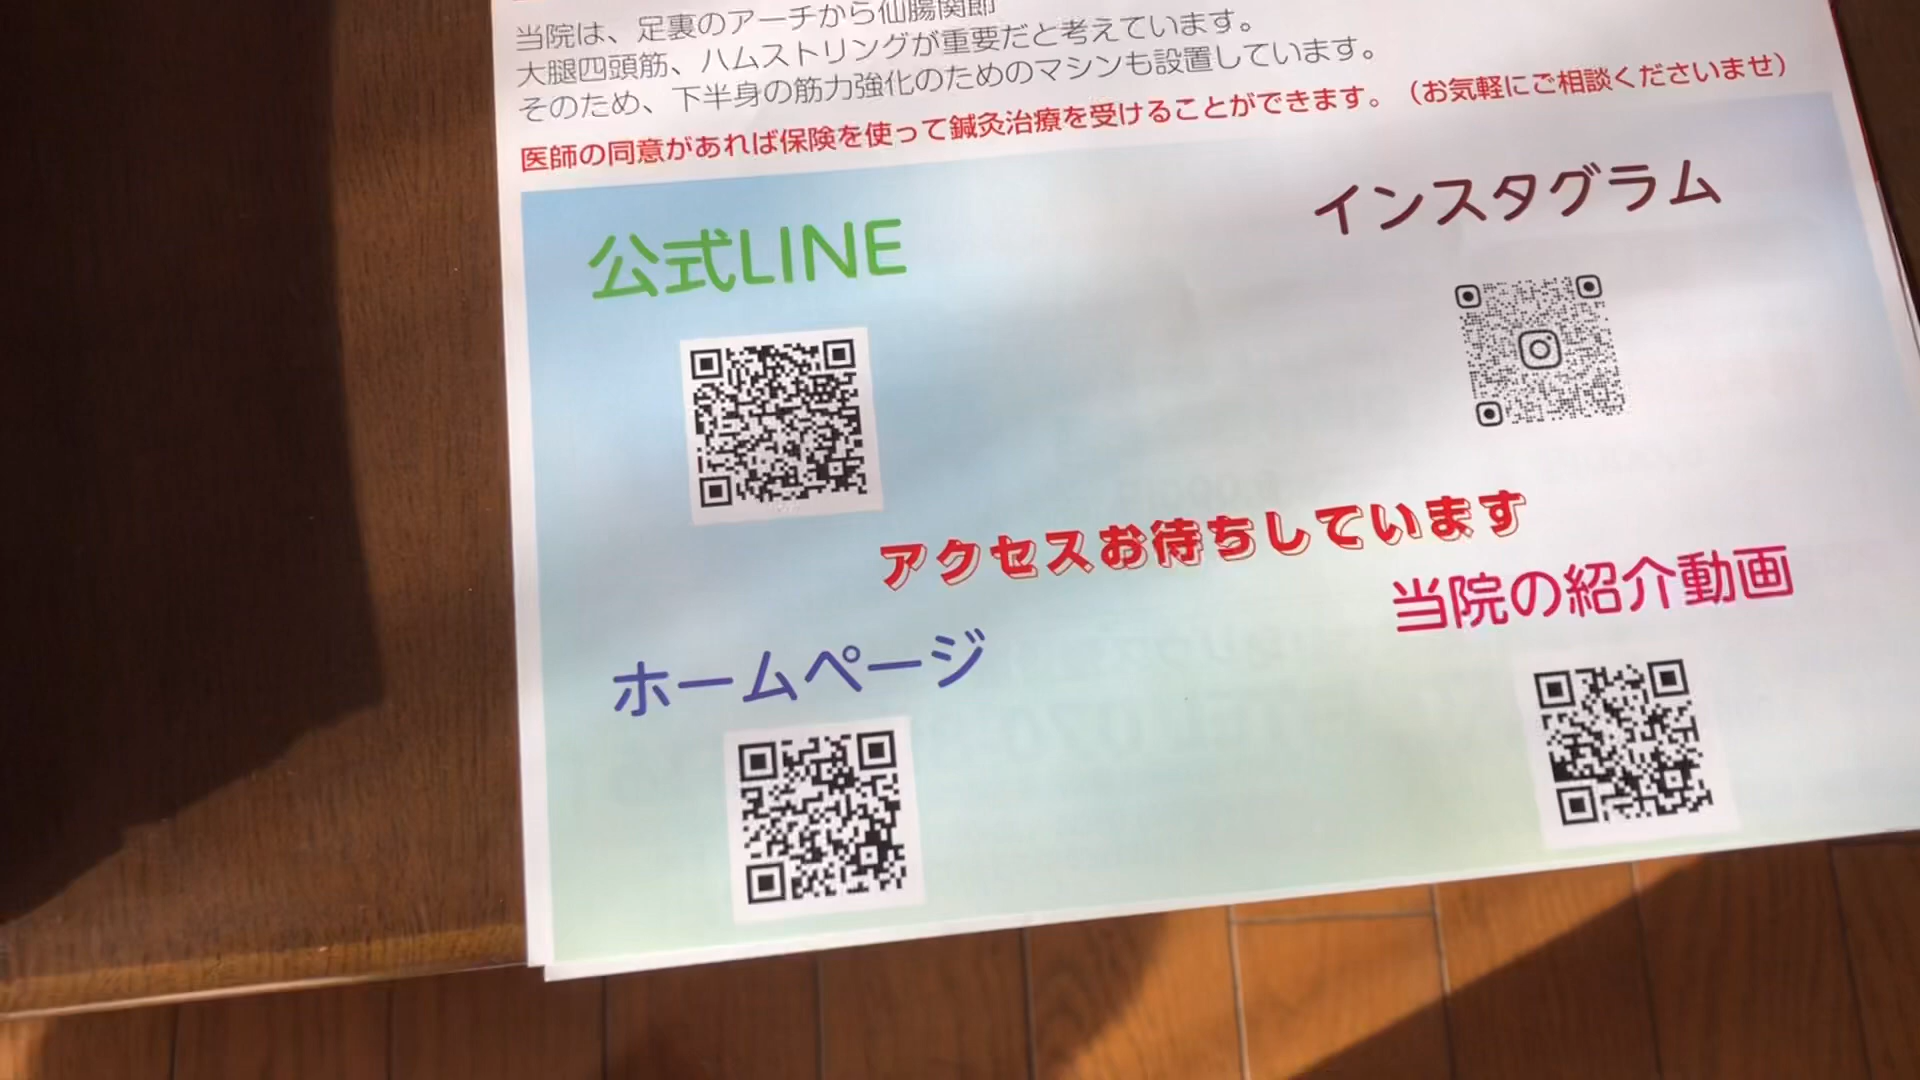 当院は、足裏のアーチから仙腸関節
大腿四頭筋、ハムストリングが重要だと考えています。
そのため、下半身の筋力強化のためのマシンも設置しています。
医師の同意があれば保険を使って鍼灸治療を受けることができます。（お気軽にご相談くださいませ）
公式LINE
インスタグラム
アクセスお待ちしています
ホームページ
当院の紹介動画